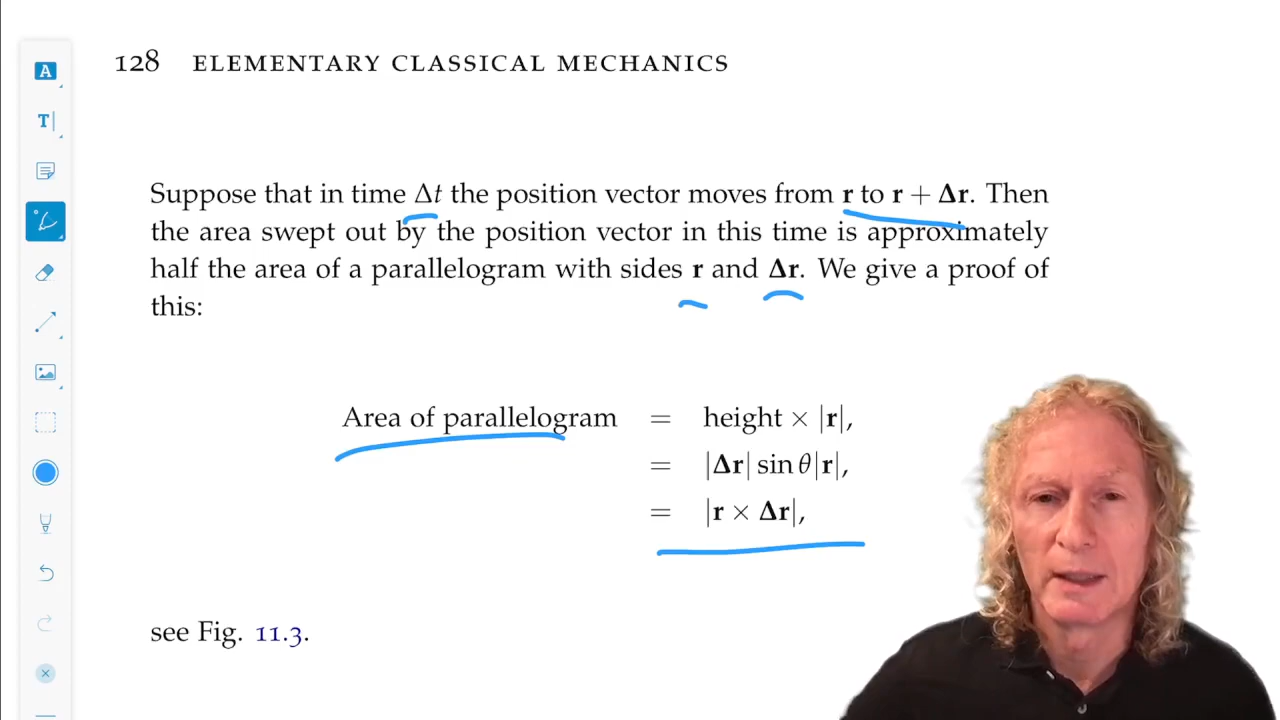 128 ELEMENTARY CLASSICAL MECHANICS
A
T
Suppose that in time Δt the position vector moves from r to r + Δr. Then
the area swept out by the position vector in this time is approximately
half the area of a parallelogram with sides r and Δr. We give a proof of
this:
Area of parallelogram = height × |r|,
= |Δr| sin θ|r|,
= |r × Δr|,
see Fig. 11.3.